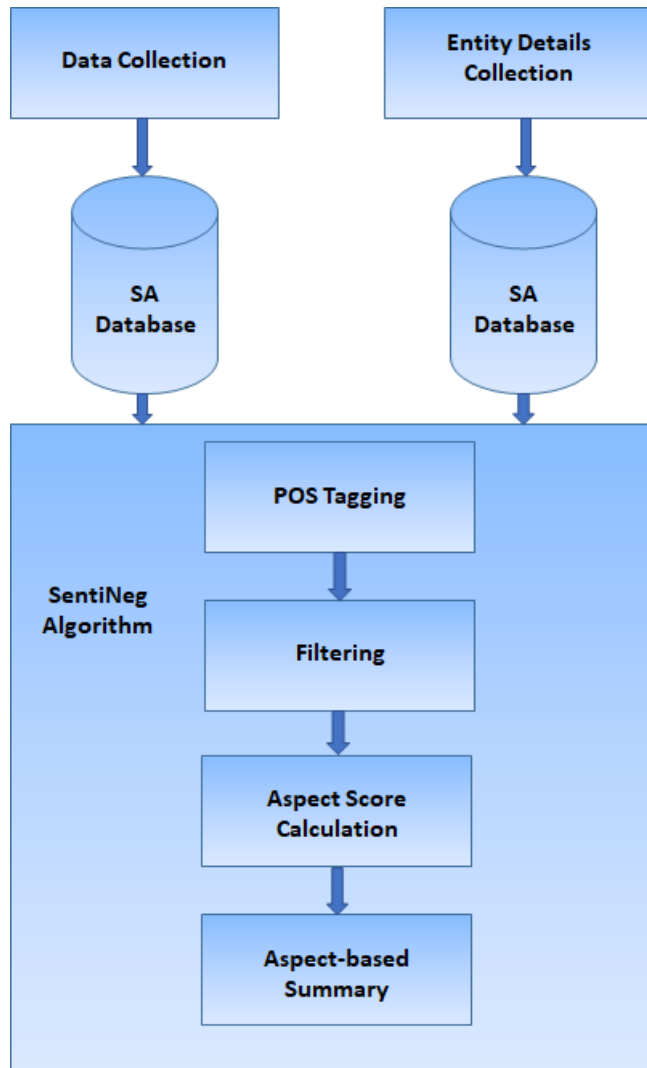 Data Collection
Entity Details
Collection
SA
Database
SA
Database
POS Tagging
SentiNeg
Algorithm
Filtering
Aspect Score
Calculation
Aspect-based
Summary